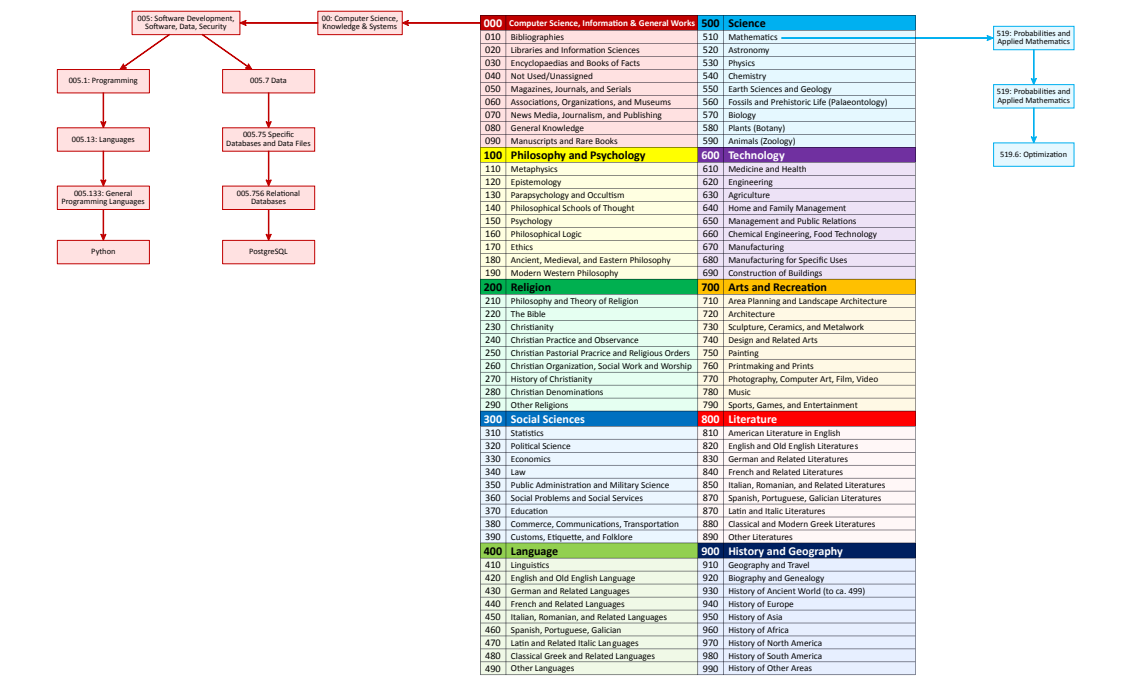 005: Software Development,
Software, Data, Security
00: Computer Science,
Knowledge & Systems
005.1: Programming
005.7 Data
005.13: Languages
005.75 Specific
Databases and Data Files
005.133: General
Programming Languages
005.756 Relational
Databases
Python
PostgreSQL
000 Computer Science, Information & General Works
010 Bibliographies
020 Libraries and Information Sciences
030 Encyclopaedias and Books of Facts
040 Not Used/Unassigned
050 Magazines, Journals, and Serials
060 Associations, Organizations, and Museums
070 News Media, Journalism, and Publishing
080 General Knowledge
090 Manuscripts and Rare Books
100 Philosophy and Psychology
110 Metaphysics
120 Epistemology
130 Parapsychology and Occultism
140 Philosophical Schools of Thought
150 Psychology
160 Philosophical Logic
170 Ethics
180 Ancient, Medieval, and Eastern Philosophy
190 Modern Western Philosophy
200 Religion
210 Philosophy and Theory of Religion
220 The Bible
230 Christianity
240 Christian Practice and Observance
250 Christian Pastoral Pracrice and Religious Orders
260 Christian Organization, Social Work and Worship
270 History of Christianity
280 Christian Denominations
290 Other Religions
300 Social Sciences
310 Statistics
320 Political Science
330 Economics
340 Law
350 Public Administration and Military Science
360 Social Problems and Social Services
370 Education
380 Commerce, Communications, Transportation
390 Customs, Etiquette, and Folklore
400 Language
410 Linguistics
420 English and Old English Language
430 German and Related Languages
440 French and Related Languages
450 Italian, Romanian, and Related Languages
460 Spanish, Portuguese, Galician
470 Latin and Related Italic Languages
480 Classical Greek and Related Languages
490 Other Languages
500 Science
510 Mathematics
520 Astronomy
530 Physics
540 Chemistry
550 Earth Sciences and Geology
560 Fossils and Prehistoric Life (Palaeontology)
570 Biology
580 Plants (Botany)
590 Animals (Zoology)
600 Technology
610 Medicine and Health
620 Engineering
630 Agriculture
640 Home and Family Management
650 Management and Public Relations
660 Chemical Engineering, Food Technology
670 Manufacturing
680 Manufacturing for Specific Uses
690 Construction of Buildings
700 Arts and Recreation
710 Area Planning and Landscape Architecture
720 Architecture
730 Sculpture, Ceramics, and Metalwork
740 Design and Related Arts
750 Painting
760 Printmaking and Prints
770 Photography, Computer Art, Film, Video
780 Music
790 Sports, Games, and Entertainment
800 Literature
810 American Literature in English
820 English and Old English Literatures
830 German and Related Literatures
840 French and Related Literatures
850 Italian, Romanian, and Related Literatures
870 Spanish, Portuguese, Galician Literatures
870 Latin and Italic Literatures
880 Classical and Modern Greek Literatures
890 Other Literatures
900 History and Geography
910 Geography and Travel
920 Biography and Genealogy
930 History of Ancient World (to ca. 499)
940 History of Europe
950 History of Asia
960 History of Africa
970 History of North America
980 History of South America
990 History of Other Areas
519: Probabilities and
Applied Mathematics
519: Probabilities and
Applied Mathematics
519.6: Optimization